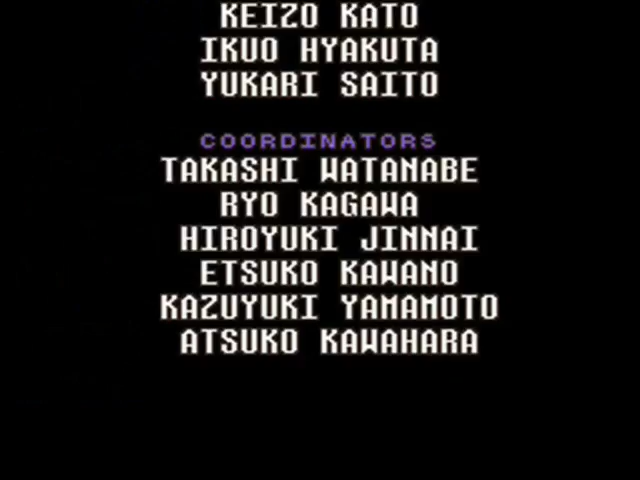 KEIZO KATO
IKUO HYAKUTA
YUKARI SAITO
COORDINATORS
TAKASHI WATANABE
RYO KAGAWA
HIROYUKI JINNAI
ETSUKO KAWANO
KAZUYUKI YAMAMOTO
ATSUKO KAWAHARA